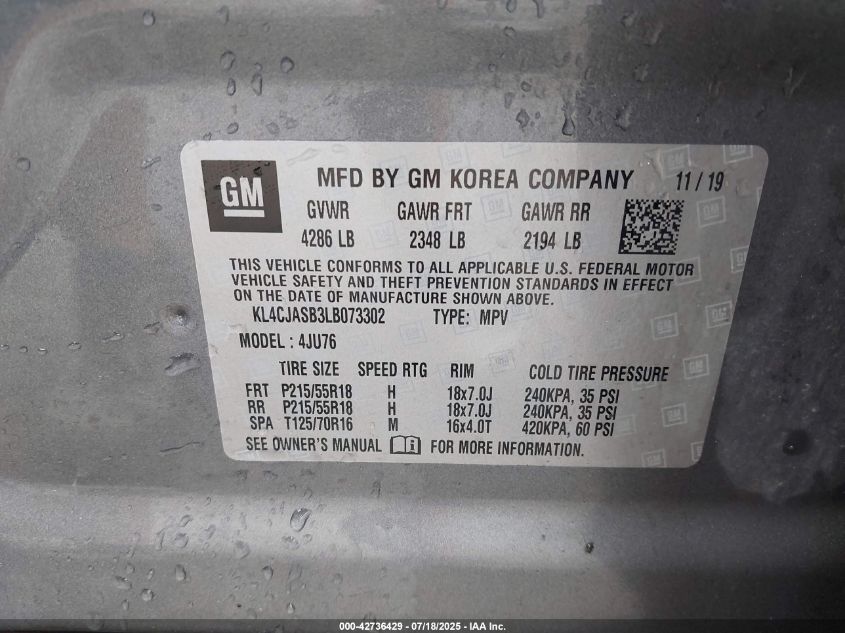 GM MFD BY GM KOREA COMPANY 11 / 19
GVWR GAWR FRT GAWR RR
4286 LB 2348 LB 2194 LB
THIS VEHICLE CONFORMS TO ALL APPLICABLE U.S. FEDERAL MOTOR
VEHICLE SAFETY AND THEFT PREVENTION STANDARDS IN EFFECT
ON THE DATE OF MANUFACTURE SHOWN ABOVE.
KL4CJASB3LB073302 TYPE: MPV
MODEL : 4JU76
TIRE SIZE SPEED RTG RIM COLD TIRE PRESSURE
FRT P215/55R18 H 18x7.0J 240KPA, 35 PSI
RR P215/55R18 H 18x7.0J 240KPA, 35 PSI
SPA T125/70R16 M 16x4.0T 420KPA, 60 PSI
SEE OWNER'S MANUAL FOR MORE INFORMATION.
000-42736429 - 07/18/2025 - IAA Inc.